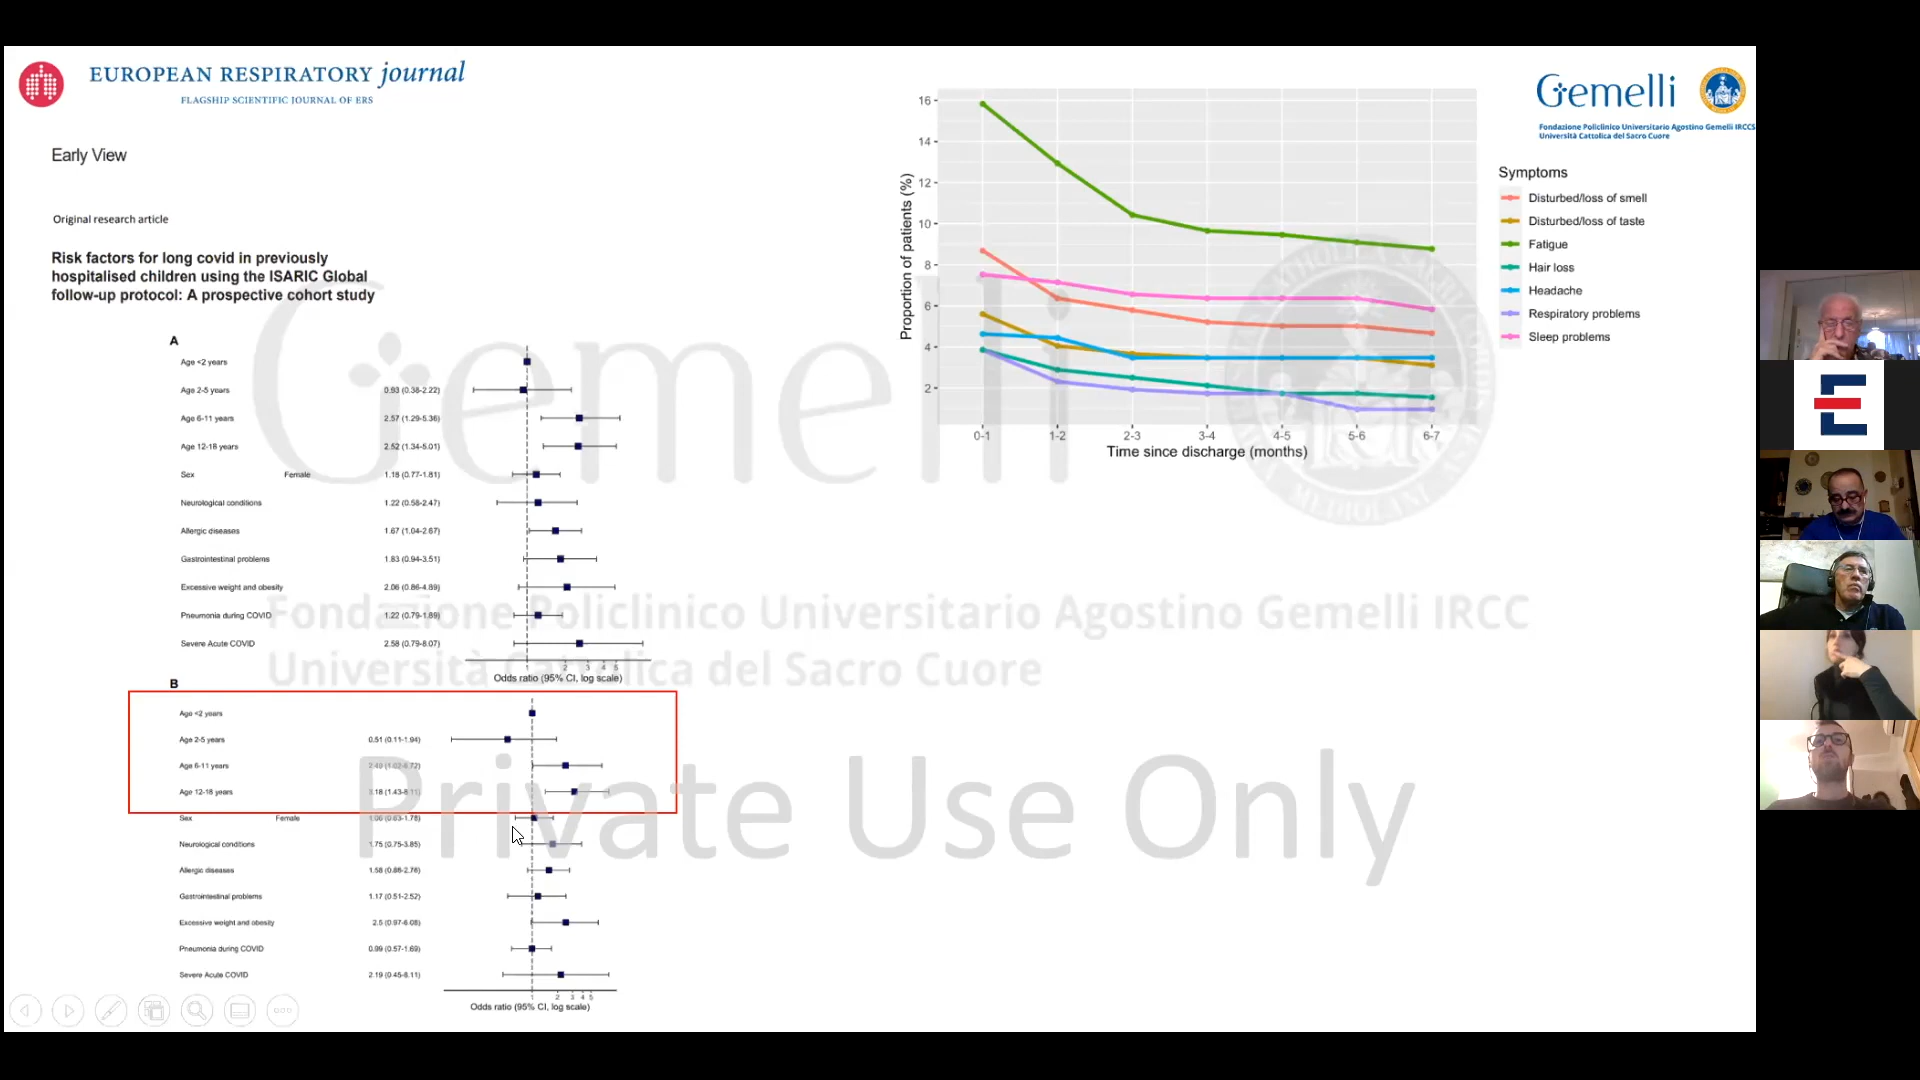 EUROPEAN RESPIRATORY journal
FLAGSHIP SCIENTIFIC JOURNAL OF ERS
Early View
Original research article
Risk factors for long covid in previously
hospitalised children using the ISARIC Global
follow-up protocol: A prospective cohort study
A
Age <2 years
Age 2-5 years 0.93 (0.38-2.22)
Age 6-11 years 2.57 (1.29-5.36)
Age 12-18 years 2.52 (1.34-5.01)
Sex Female 1.18 (0.77-1.81)
Neurological conditions 1.22 (0.58-2.47)
Allergic diseases 1.67 (1.04-2.67)
Gastrointestinal problems 1.83 (0.94-3.51)
Excessive weight and obesity 2.06 (0.86-4.89)
Pneumonia during COVID 1.22 (0.79-1.89)
Severe Acute COVID 2.58 (0.79-8.07)
1 2 3 4 5
Odds ratio (95% CI, log scale)
B
Age <2 years
Age 2-5 years 0.51 (0.11-1.94)
Age 6-11 years
Age 12-18 years
Sex Female
Neurological conditions 1.75 (0.75-3.85)
Allergic diseases 1.58 (0.88-2.78)
Gastrointestinal problems 1.17 (0.51-2.52)
Excessive weight and obesity 2.5 (0.97-6.08)
Pneumonia during COVID 0.99 (0.57-1.69)
Severe Acute COVID 2.19 (0.45-8.11)
1 2 3 4 5
Odds ratio (95% CI, log scale)
Proportion of patients (%)
16
14
12
10
8
6
4
2
0-1 1-2 2-3 3-4 4-5 5-6 6-7
Time since discharge (months)
Gemelli
Fondazione Policlinico Universitario Agostino Gemelli IRCCS
Università Cattolica del Sacro Cuore
Symptoms
Disturbed/loss of smell
Disturbed/loss of taste
Fatigue
Hair loss
Headache
Respiratory problems
Sleep problems
Gemelli
Fondazione Policlinico Universitario Agostino Gemelli IRCC
Università Cattolica del Sacro Cuore
Private Use Only
E